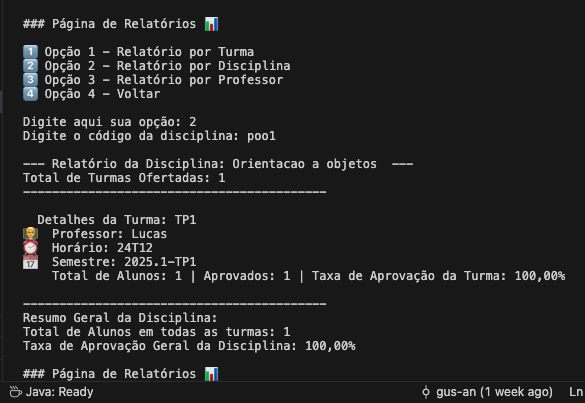 ### Página de Relatórios 📊
1️⃣ Opção 1 - Relatório por Turma
2️⃣ Opção 2 - Relatório por Disciplina
3️⃣ Opção 3 - Relatório por Professor
4️⃣ Opção 4 - Voltar
Digite aqui sua opção: 2
Digite o código da disciplina: poo1
--- Relatório da Disciplina: Orientacao a objetos  ---
Total de Turmas Ofertadas: 1
------------------------------------------
Detalhes da Turma: TP1
👨‍🏫 Professor: Lucas
⏰ Horário: 24T12
📅 Semestre: 2025.1-TP1
Total de Alunos: 1 | Aprovados: 1 | Taxa de Aprovação da Turma: 100,00%
------------------------------------------
Resumo Geral da Disciplina:
Total de Alunos em todas as turmas: 1
Taxa de Aprovação Geral da Disciplina: 100,00%
### Página de Relatórios 📊
Java: Ready
gus-an (1 week ago)
Ln